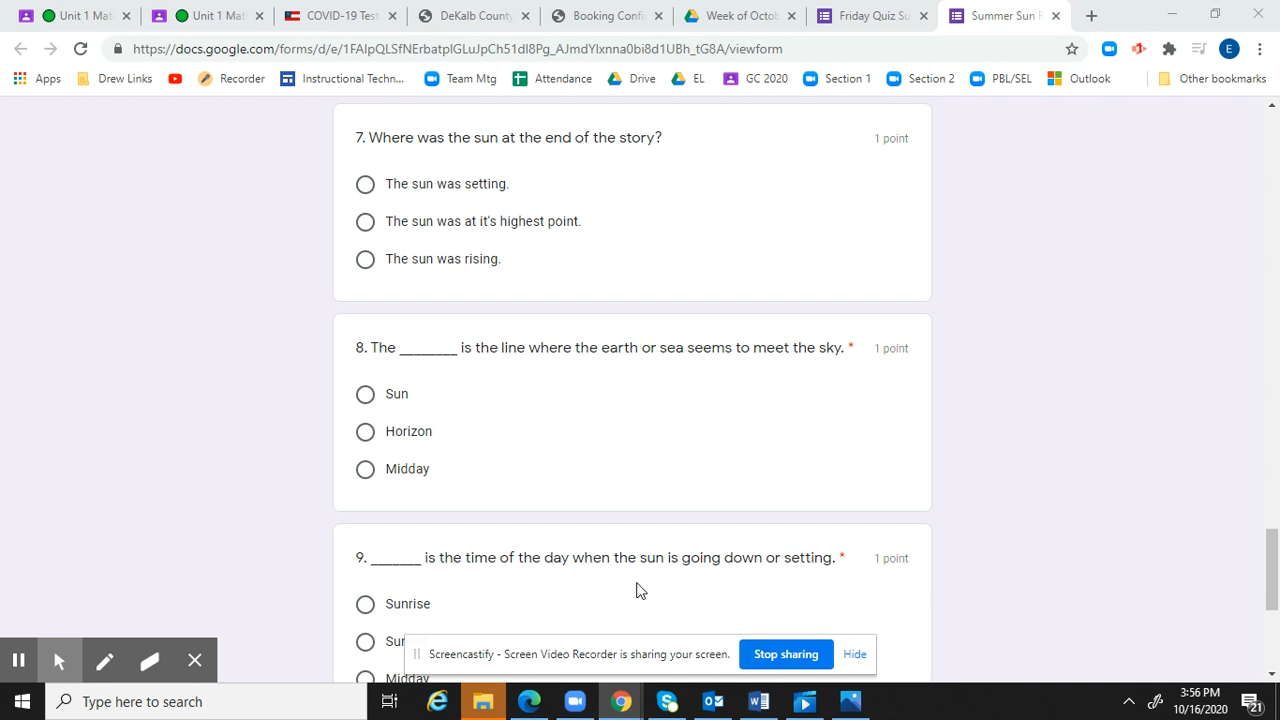 Unit 1 Mat
Unit 1 Mat
COVID-19 Test
DeKalb County
Booking Confi
Week of Octob
Friday Quiz Su
Summer Sun R
https://docs.google.com/forms/d/e/1FAIpQLSfNErbatpIGLuJpCh51dI8Pg_AJmdYlxnna0bi8d1UBh_tG8A/viewform
E
Apps
Drew Links
Recorder
Instructional Techn...
Team Mtg
Attendance
Drive
EL
GC 2020
Section 1
Section 2
PBL/SEL
Outlook
Other bookmarks
7. Where was the sun at the end of the story?
1 point
The sun was setting.
The sun was at it's highest point.
The sun was rising.
8. The ________ is the line where the earth or sea seems to meet the sky. *
1 point
Sun
Horizon
Midday
9. _______ is the time of the day when the sun is going down or setting. *
1 point
Sunrise
Sun
Midday
Screencastify - Screen Video Recorder is sharing your screen.
Stop sharing
Hide
Type here to search
3:56 PM
10/16/2020
21